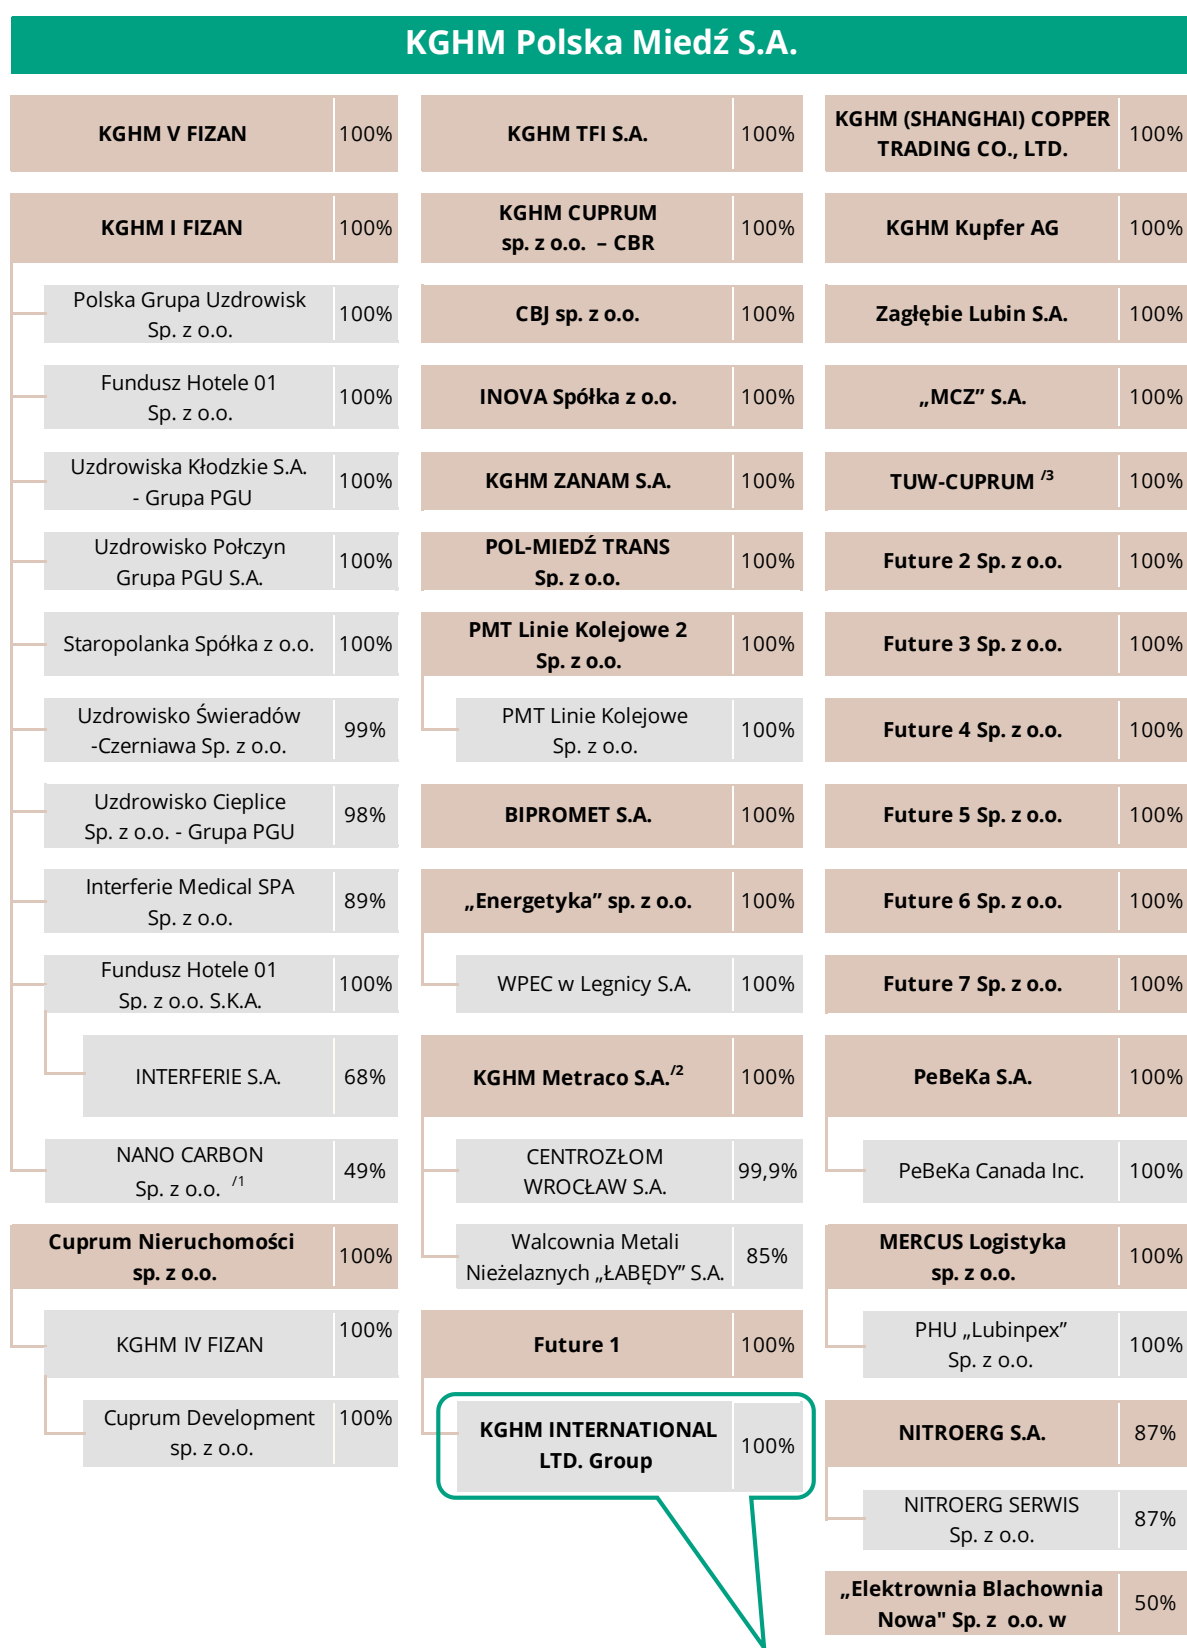 KGHM Polska Miedź S.A.
KGHM V FIZAN 100%
KGHM I FIZAN 100%
Polska Grupa Uzdrowisk
Sp. z o.o. 100%
Fundusz Hotele 01
Sp. z o.o. 100%
Uzdrowiska Kłodzkie S.A.
- Grupa PGU 100%
Uzdrowisko Połczyn
Grupa PGU S.A. 100%
Staropolanka Spółka z o.o. 100%
Uzdrowisko Świeradów
-Czerniawa Sp. z o.o. 99%
Uzdrowisko Cieplice
Sp. z o.o. - Grupa PGU 98%
Interferie Medical SPA
Sp. z o.o. 89%
Fundusz Hotele 01
Sp. z o.o. S.K.A. 100%
INTERFERIE S.A. 68%
NANO CARBON
Sp. z o.o. /1 49%
Cuprum Nieruchomości
sp. z o.o. 100%
KGHM IV FIZAN 100%
Cuprum Development
sp. z o.o. 100%
KGHM TFI S.A. 100%
KGHM CUPRUM
sp. z o.o. – CBR 100%
CBJ sp. z o.o. 100%
INOVA Spółka z o.o. 100%
KGHM ZANAM S.A. 100%
POL-MIEDŹ TRANS
Sp. z o.o. 100%
PMT Linie Kolejowe 2
Sp. z o.o. 100%
PMT Linie Kolejowe
Sp. z o.o. 100%
BIPROMET S.A. 100%
„Energetyka” sp. z o.o. 100%
WPEC w Legnicy S.A. 100%
KGHM Metraco S.A./2 100%
CENTROZŁOM
WROCŁAW S.A. 99,9%
Walcownia Metali
Nieżelaznych „ŁABĘDY” S.A. 85%
Future 1 100%
KGHM INTERNATIONAL
LTD. Group 100%
KGHM (SHANGHAI) COPPER
TRADING CO., LTD. 100%
KGHM Kupfer AG 100%
Zagłębie Lubin S.A. 100%
„MCZ” S.A. 100%
TUW-CUPRUM /3 100%
Future 2 Sp. z o.o. 100%
Future 3 Sp. z o.o. 100%
Future 4 Sp. z o.o. 100%
Future 5 Sp. z o.o. 100%
Future 6 Sp. z o.o. 100%
Future 7 Sp. z o.o. 100%
PeBeKa S.A. 100%
PeBeKa Canada Inc. 100%
MERCUS Logistyka
sp. z o.o. 100%
PHU „Lubinpex”
Sp. z o.o. 100%
NITROERG S.A. 87%
NITROERG SERWIS
Sp. z o.o. 87%
„Elektrownia Blachownia
Nowa" Sp. z o.o. w 50%